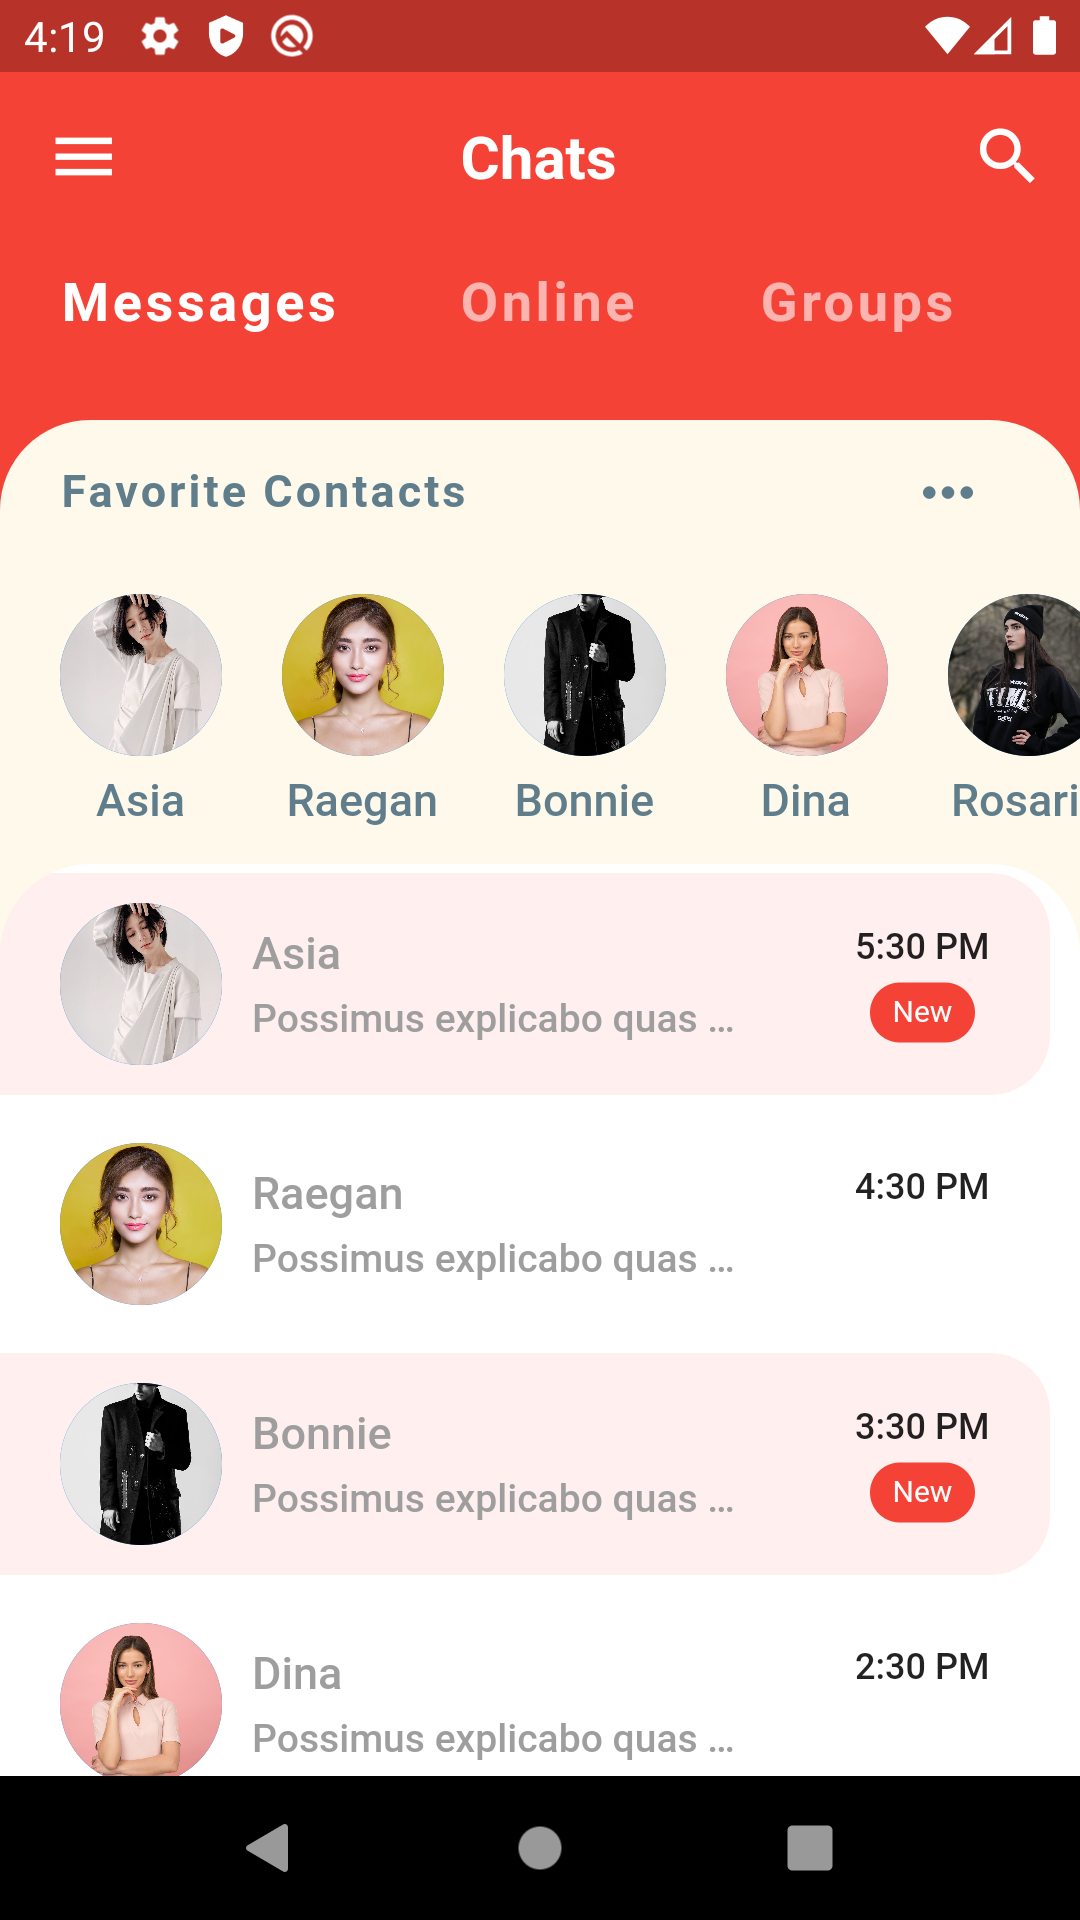 4:19
Chats
Messages Online Groups
Favorite Contacts
Asia Raegan Bonnie Dina Rosari
Asia
5:30 PM
Possimus explicabo quas ...
New
Raegan
4:30 PM
Possimus explicabo quas ...
Bonnie
3:30 PM
Possimus explicabo quas ...
New
Dina
2:30 PM
Possimus explicabo quas ...